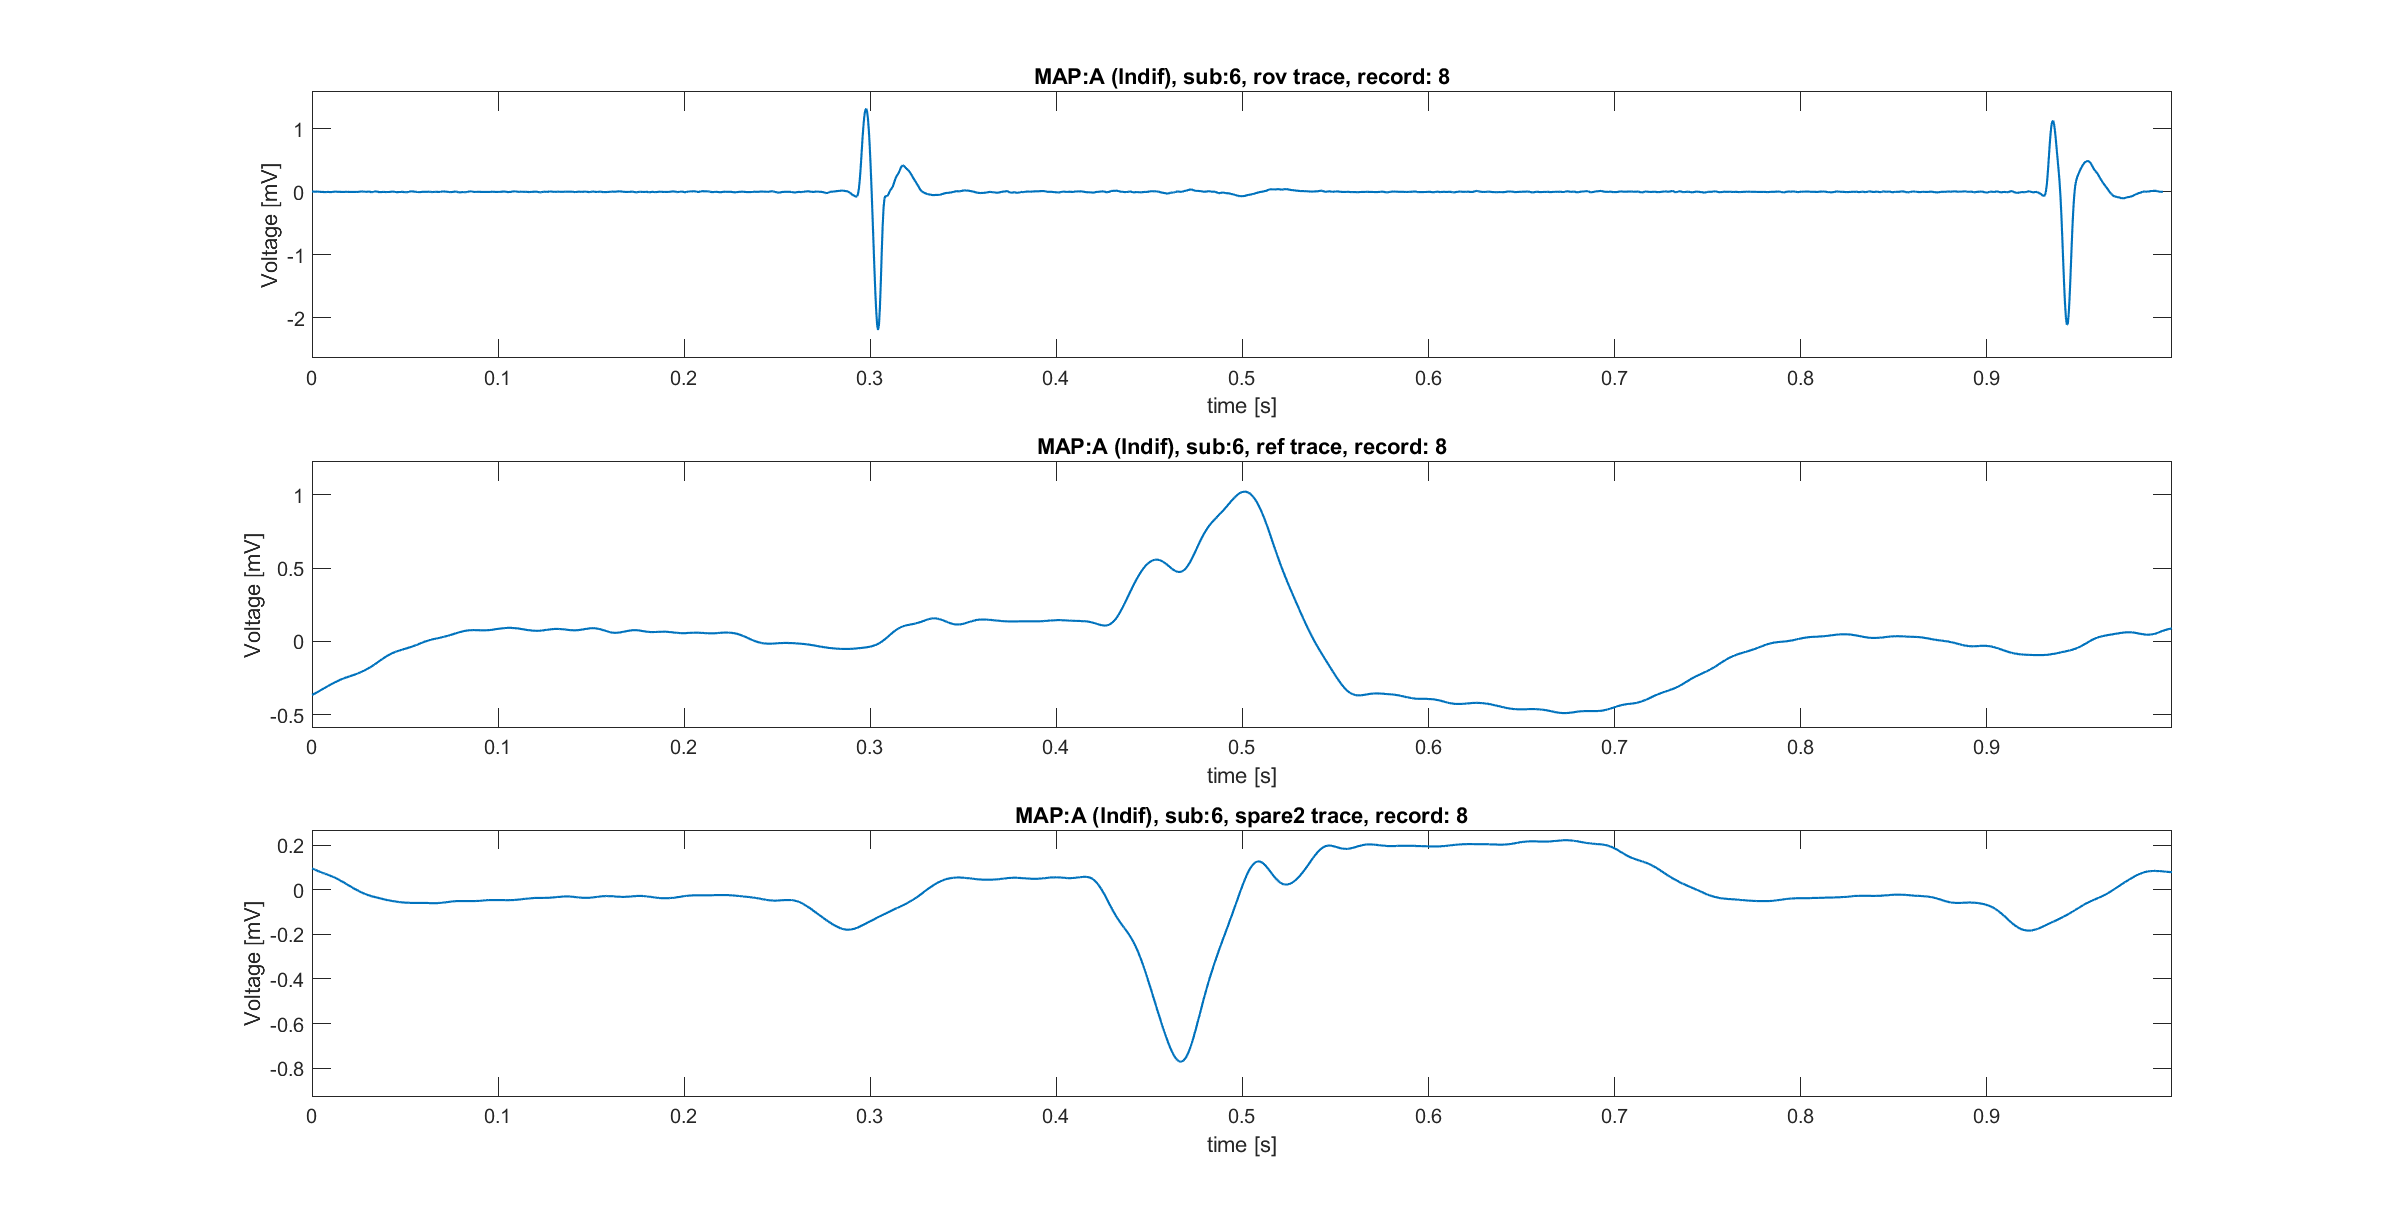 MAP:A (Indif), sub:6, rov trace, record: 8
Voltage [mV]
1
0
-1
-2
0 0.1 0.2 0.3 0.4 0.5 0.6 0.7 0.8 0.9
time [s]
MAP:A (Indif), sub:6, ref trace, record: 8
Voltage [mV]
1
0.5
0
-0.5
0 0.1 0.2 0.3 0.4 0.5 0.6 0.7 0.8 0.9
time [s]
MAP:A (Indif), sub:6, spare2 trace, record: 8
Voltage [mV]
0.2
0
-0.2
-0.4
-0.6
-0.8
0 0.1 0.2 0.3 0.4 0.5 0.6 0.7 0.8 0.9
time [s]